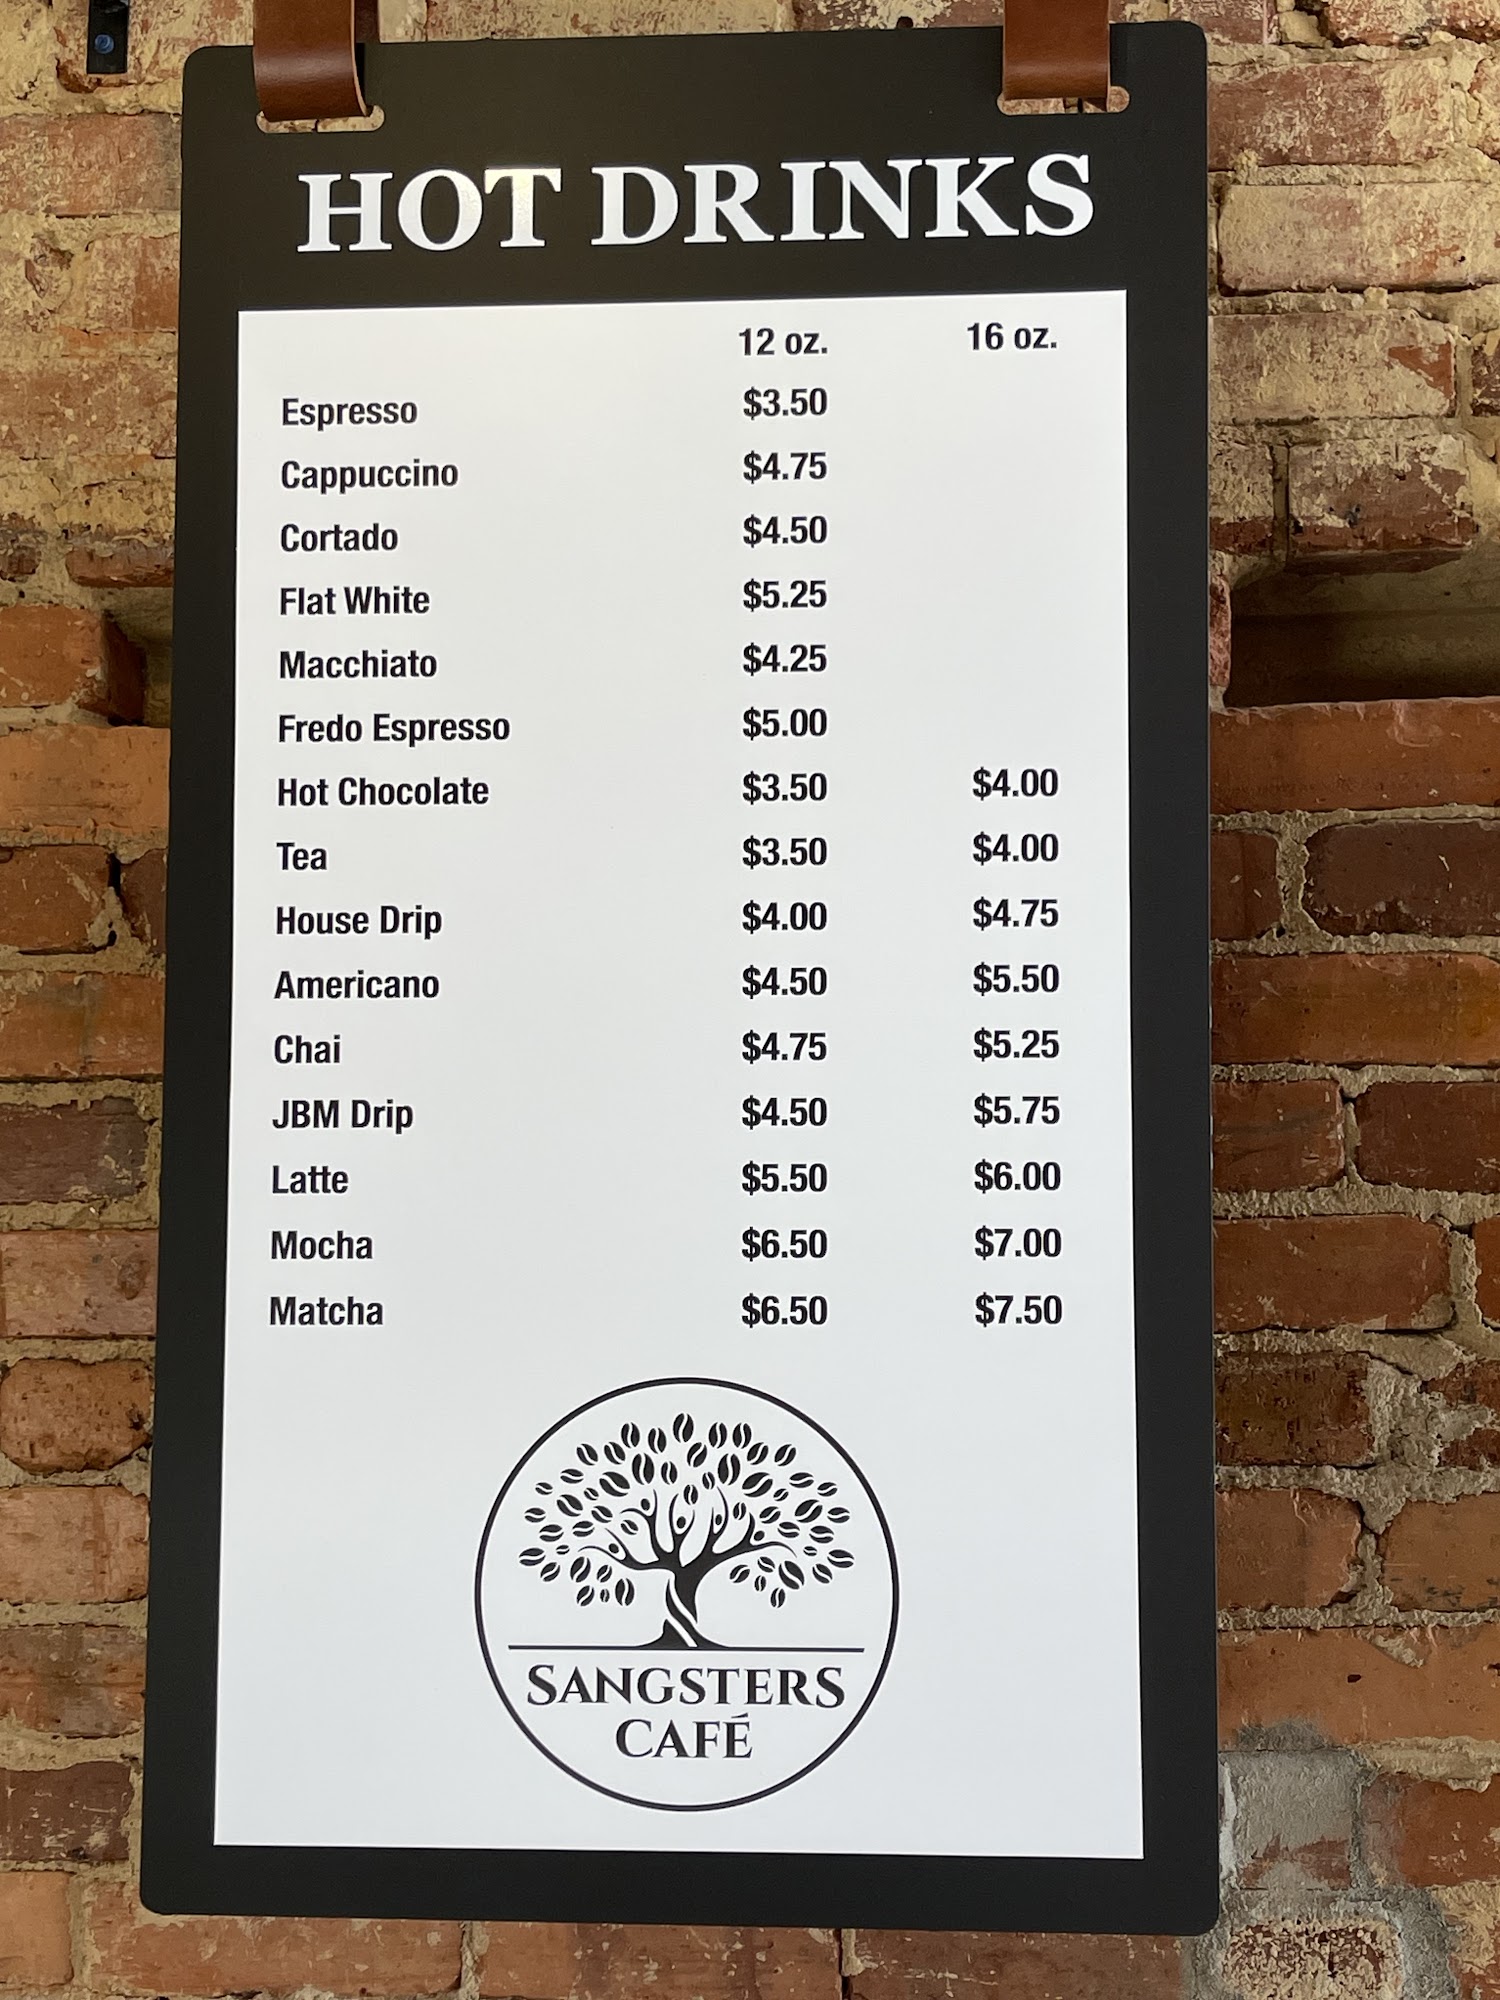 HOT DRINKS
12 oz. 16 oz.
Espresso $3.50
Cappuccino $4.75
Cortado $4.50
Flat White $5.25
Macchiato $4.25
Fredo Espresso $5.00
Hot Chocolate $3.50 $4.00
Tea $3.50 $4.00
House Drip $4.00 $4.75
Americano $4.50 $5.50
Chai $4.75 $5.25
JBM Drip $4.50 $5.75
Latte $5.50 $6.00
Mocha $6.50 $7.00
Matcha $6.50 $7.50
SANGSTERS
CAFÉ